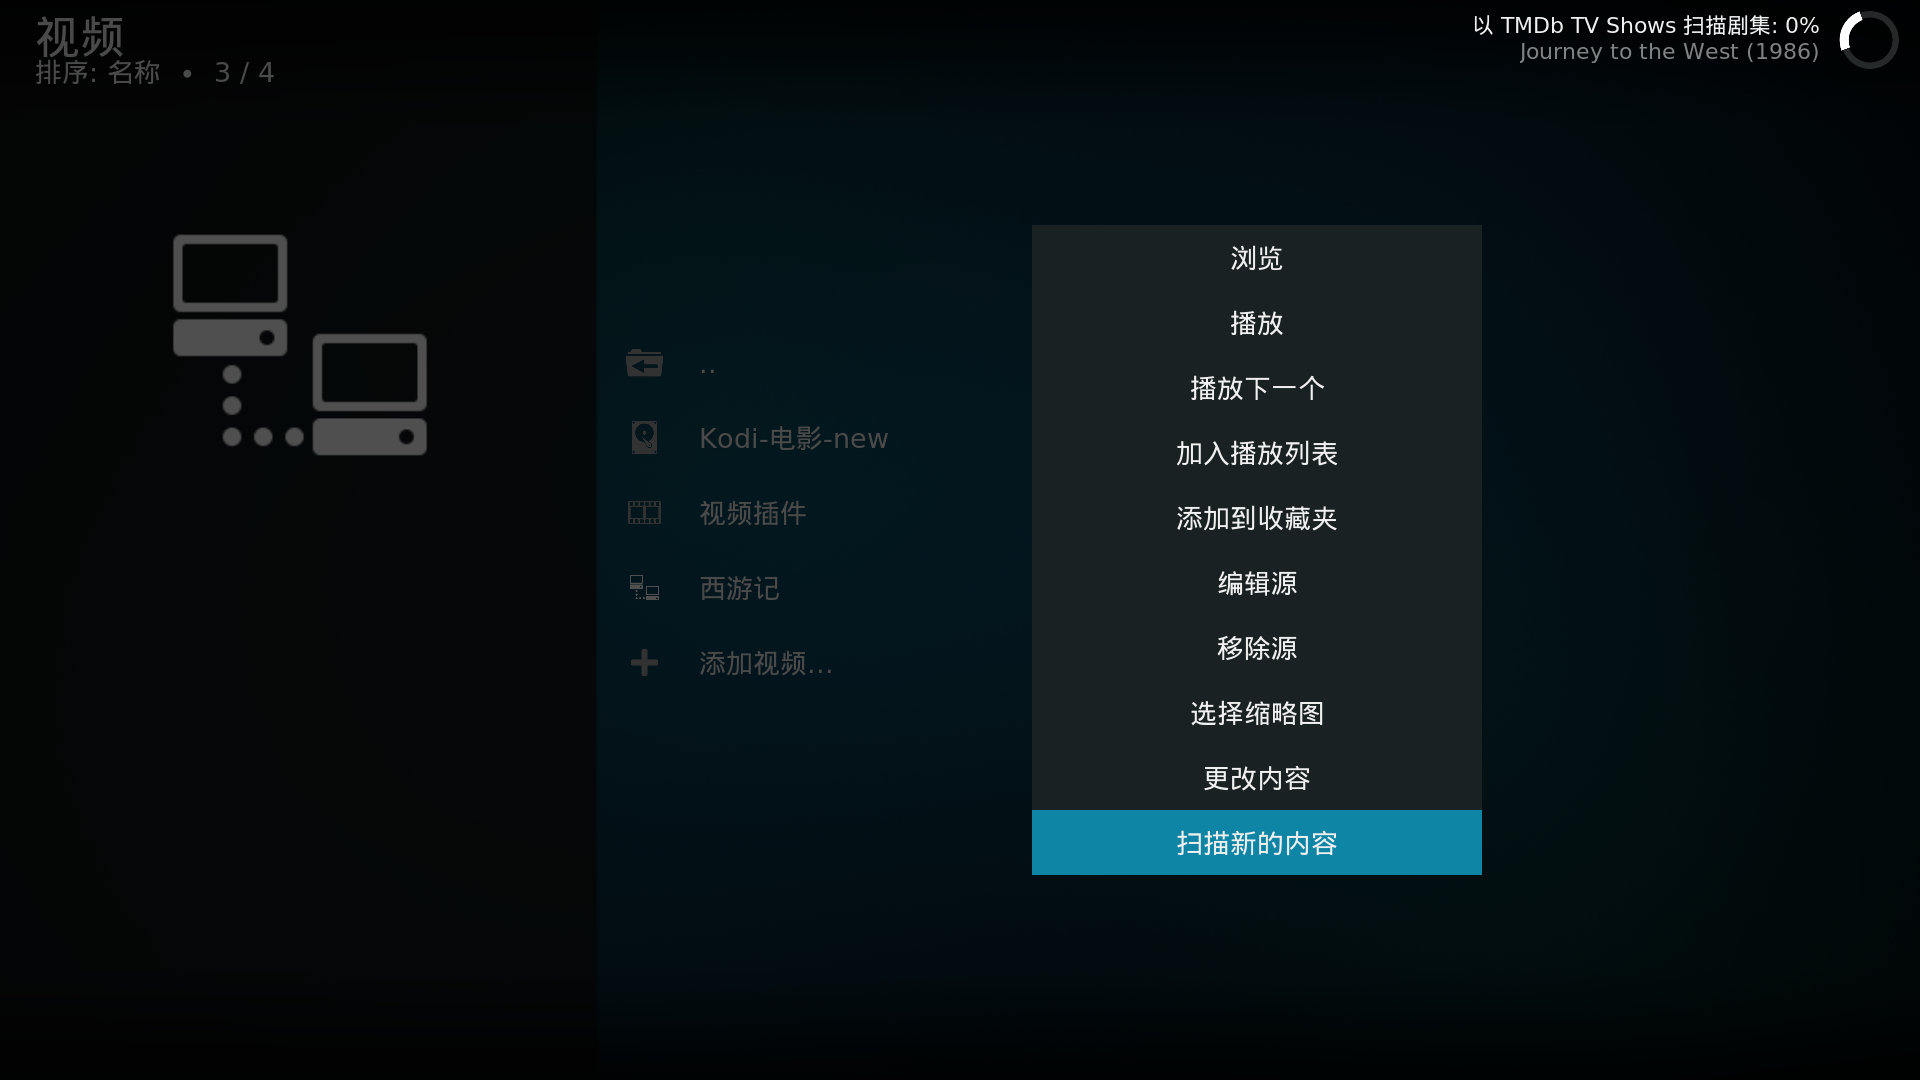 视频
排序: 名称 • 3 / 4
以 TMDb TV Shows 扫描剧集: 0%
Journey to the West (1986)
..
Kodi-电影-new
视频插件
西游记
添加视频...
浏览
播放
播放下一个
加入播放列表
添加到收藏夹
编辑源
移除源
选择缩略图
更改内容
扫描新的内容